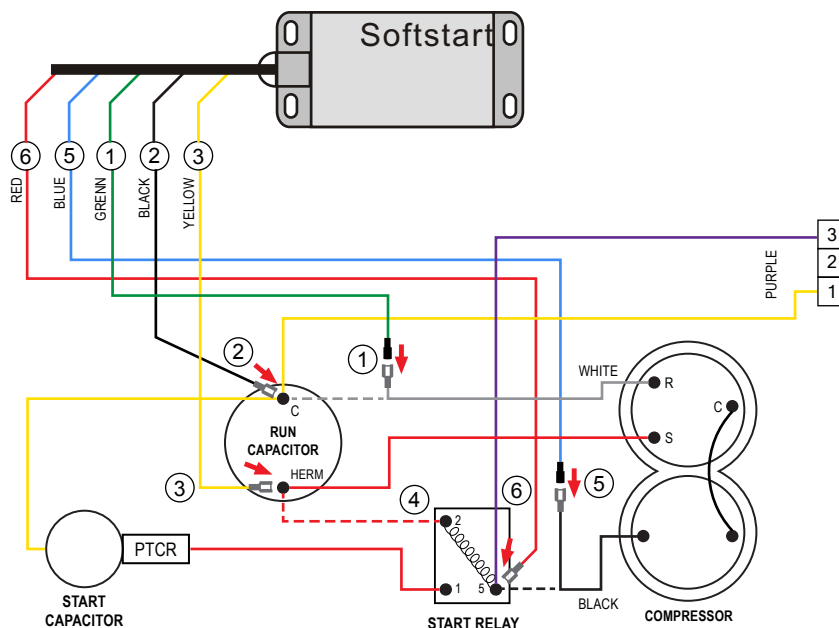 Softstart
6 5 1 2 3
RED
BLUE
GRENN
BLACK
YELLOW
3
2
1
PURPLE
2
1
WHITE
R
C
S
C
RUN
CAPACITOR
HERM
3
4
6
5
2
1
5
PTCR
START
CAPACITOR
START RELAY
BLACK
COMPRESSOR